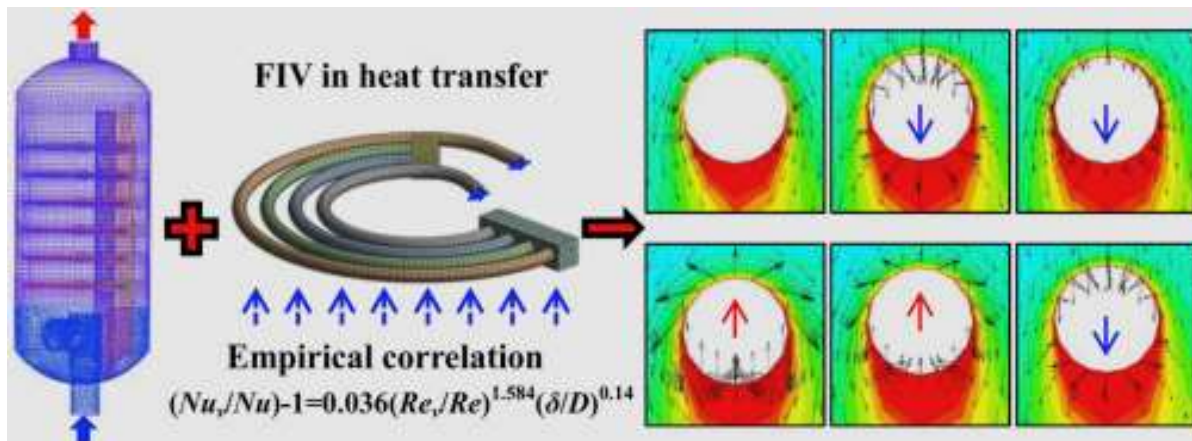 FIV in heat transfer
Empirical correlation
(Nuᵥ/Nu)-1=0.036(Reᵥ/Re)^1.584(δ/D)^0.14